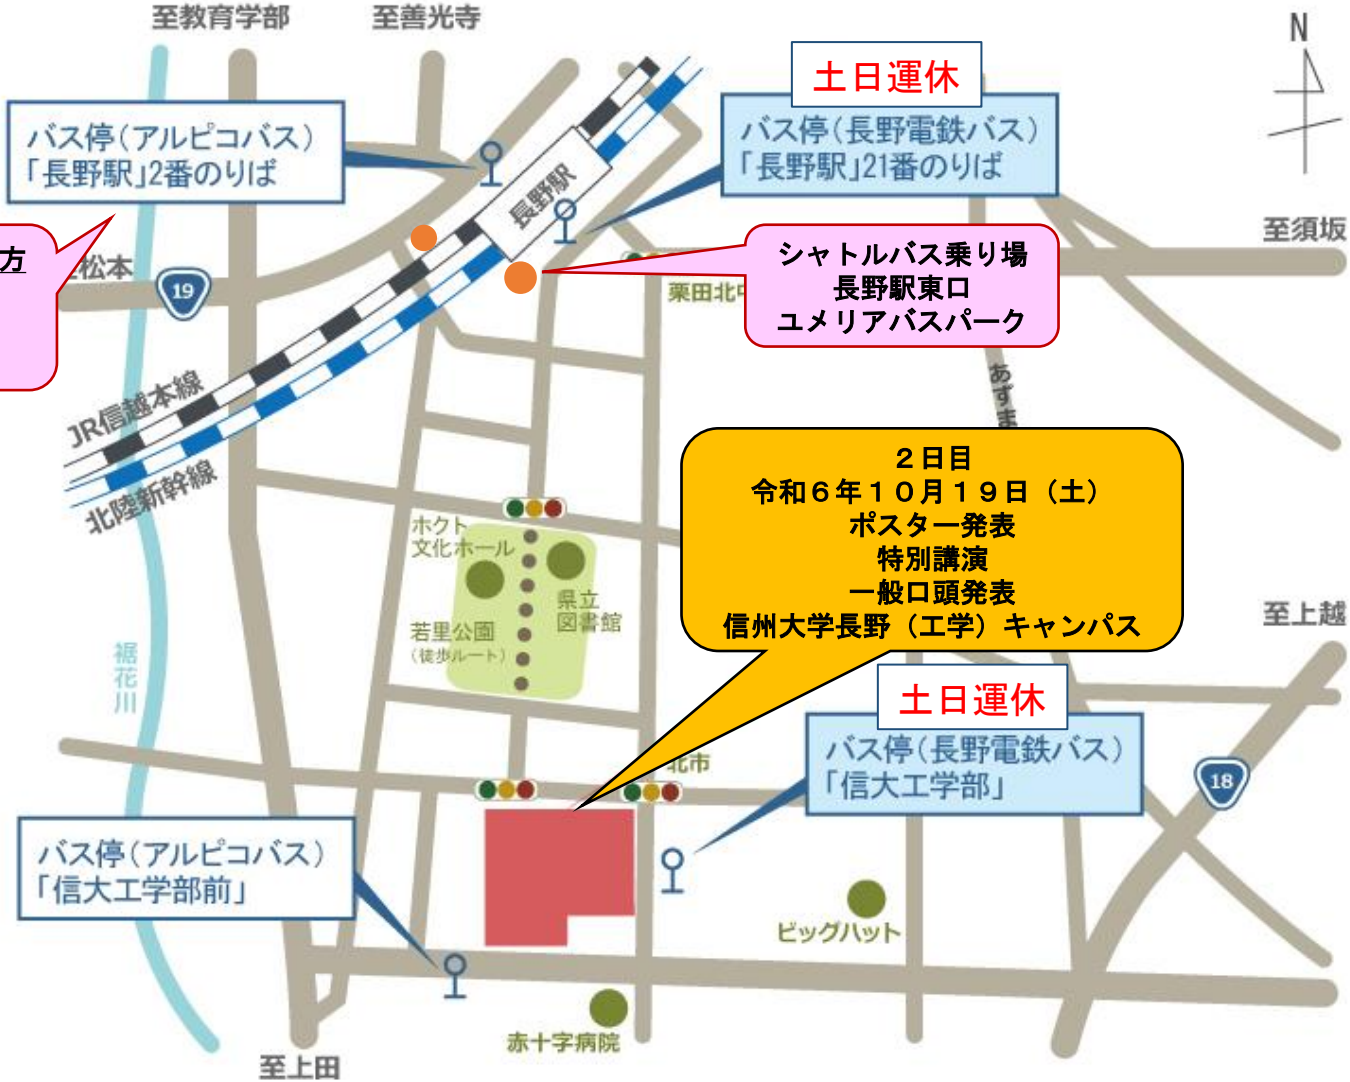 至教育学部
至善光寺
N
土日運休
バス停(アルピコバス)
「長野駅」2番のりば
バス停(長野電鉄バス)
「長野駅」21番のりば
長野駅
方
松本
19
至須坂
シャトルバス乗り場
長野駅東口
ユメリアバスパーク
栗田北
あずま
JR信越本線
北陸新幹線
2日目
令和6年10月19日(土)
ポスター発表
特別講演
一般口頭発表
信州大学長野(工学)キャンパス
ホクト
文化ホール
県立
図書館
若里公園
(徒歩ルート)
裾花川
至上越
土日運休
バス停(長野電鉄バス)
「信大工学部」
北市
18
バス停(アルピコバス)
「信大工学部前」
ビッグハット
赤十字病院
至上田